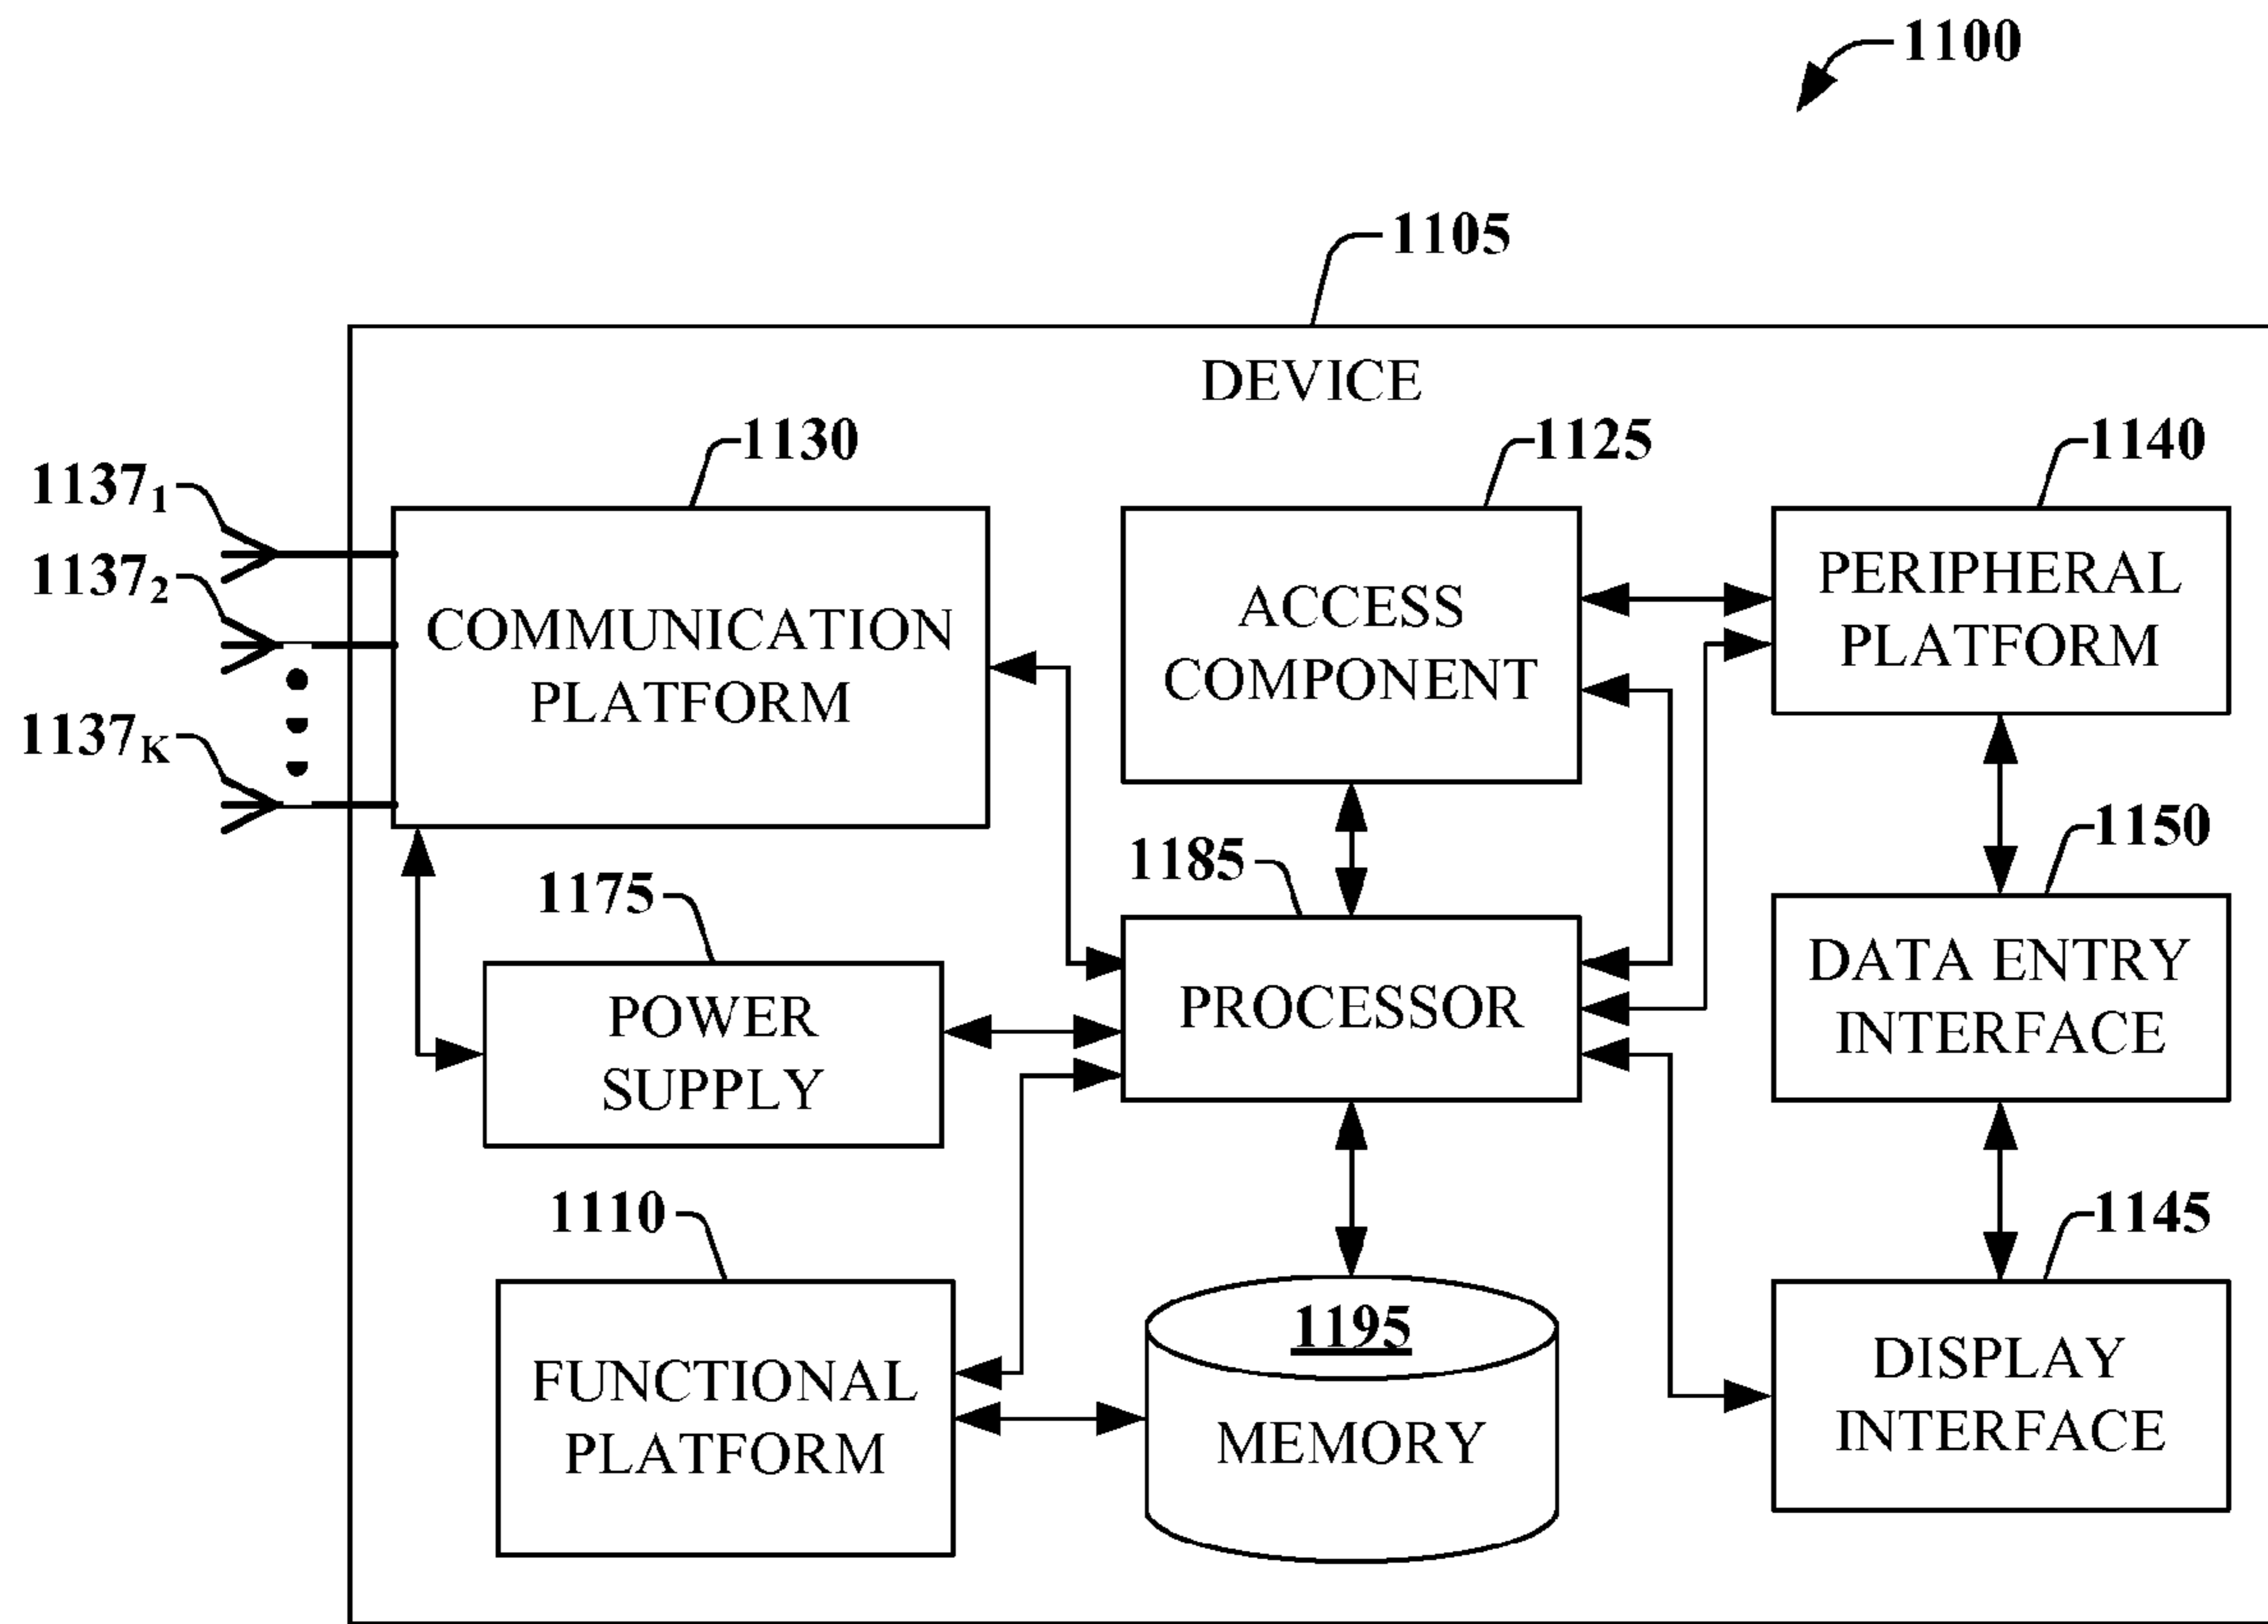 1100
1105
DEVICE
1130
1125
1140
1137₁
1137₂
1137K
COMMUNICATION
PLATFORM
ACCESS
COMPONENT
PERIPHERAL
PLATFORM
1175
1185
1150
POWER
SUPPLY
PROCESSOR
DATA ENTRY
INTERFACE
1110
1145
FUNCTIONAL
PLATFORM
1195
MEMORY
DISPLAY
INTERFACE